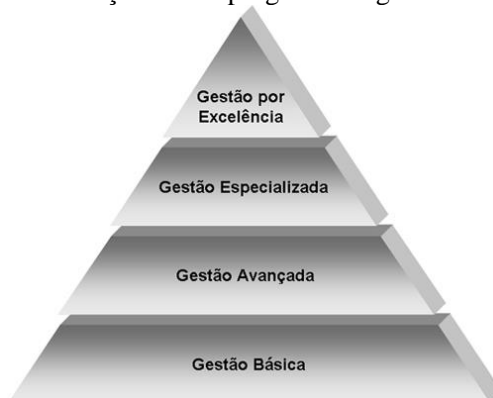 Gestão por
Excelência
Gestão Especializada
Gestão Avançada
Gestão Básica